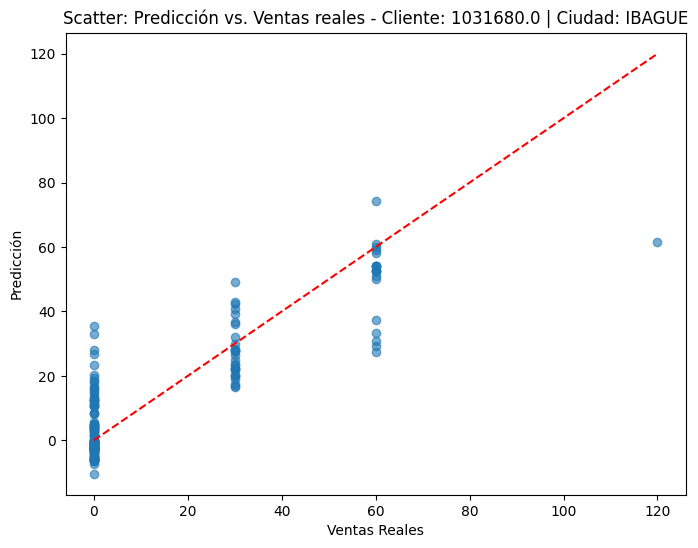 Scatter: Predicción vs. Ventas reales - Cliente: 1031680.0 | Ciudad: IBAGUE
Predicción
120
100
80
60
40
20
0
0 20 40 60 80 100 120
Ventas Reales